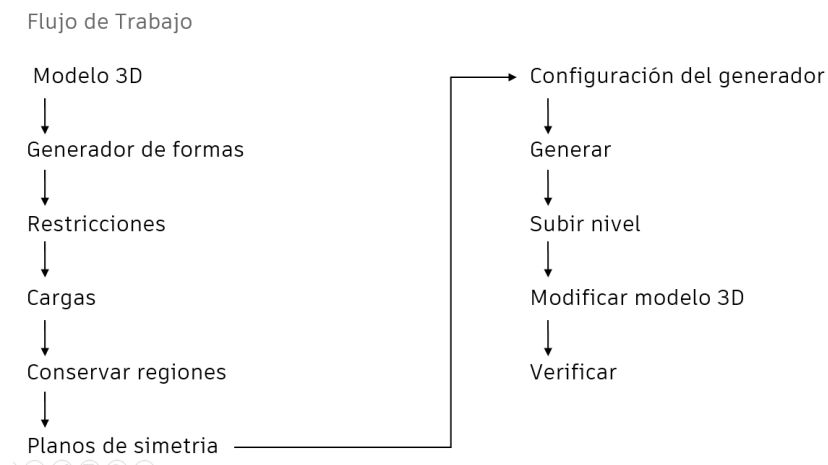 Flujo de Trabajo
Modelo 3D
Generador de formas
Restricciones
Cargas
Conservar regiones
Planos de simetria
Configuración del generador
Generar
Subir nivel
Modificar modelo 3D
Verificar